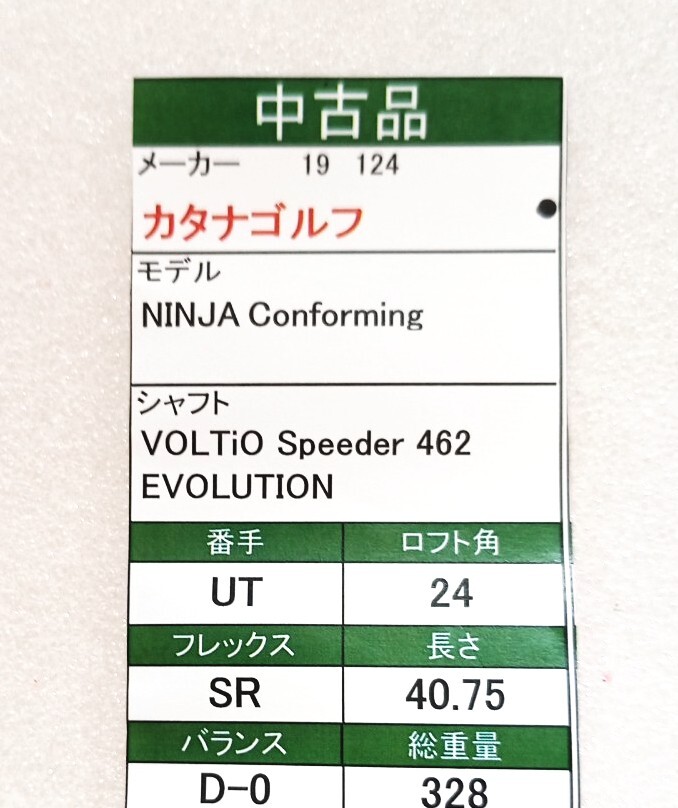 中古品
メーカー 19 124
カタナゴルフ
モデル
NINJA Conforming
シャフト
VOLTiO Speeder 462
EVOLUTION
番手 ロフト角
UT 24
フレックス 長さ
SR 40.75
バランス 総重量
D-0 328